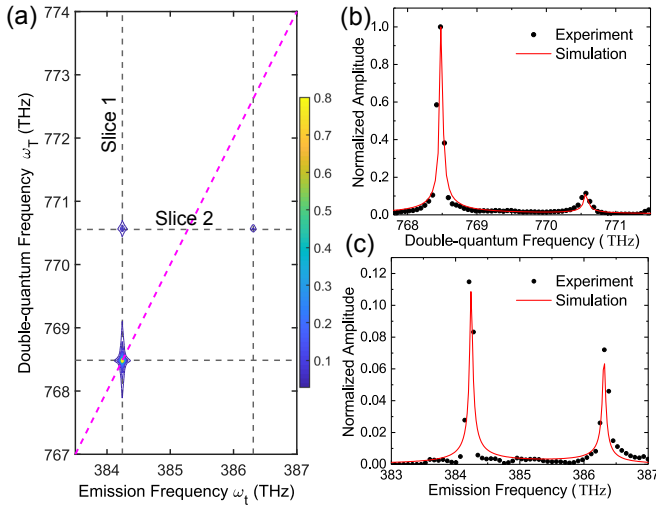 (a)
774
773
772
771
770
769
768
767
Double-quantum Frequency ω_T (THz)
Slice 1
Slice 2
0.8
0.7
0.6
0.5
0.4
0.3
0.2
0.1
384 385 386 387
Emission Frequency ω_t (THz)
(b)
Normalized Amplitude
1.0
0.8
0.6
0.4
0.2
0.0
Experiment
Simulation
768 769 770 771
Double-quantum Frequency ( THz)
(c)
Normalized Amplitude
0.12
0.10
0.08
0.06
0.04
0.02
0.00
Experiment
Simulation
383 384 385 386 387
Emission Frequency (THz)